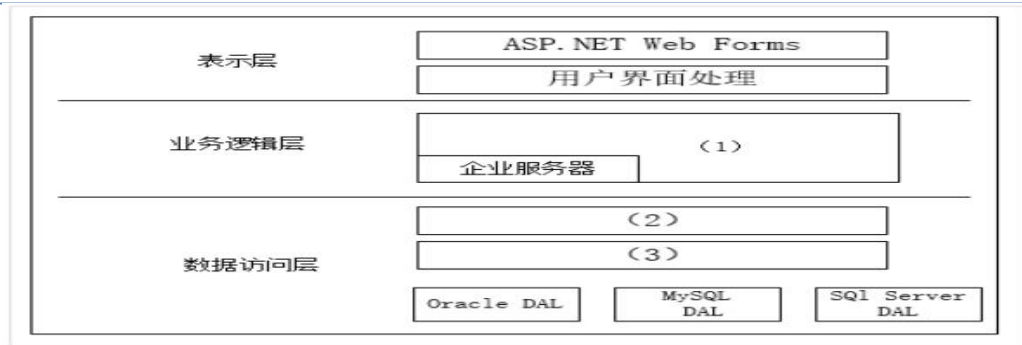 表示层
ASP.NET Web Forms
用户界面处理
业务逻辑层
(1)
企业服务器
数据访问层
(2)
(3)
Oracle DAL
MySQL
DAL
SQl Server
DAL